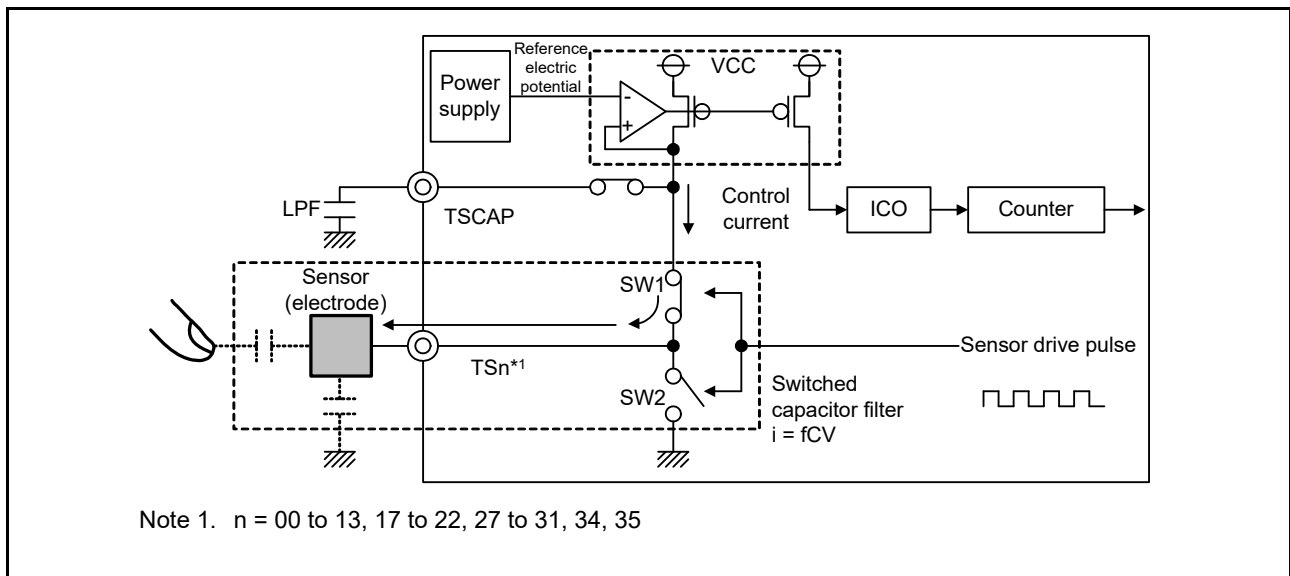 Reference
electric
potential
Power
supply
VCC
-
+
LPF
TSCAP
Control
current
ICO
Counter
Sensor
(electrode)
SW1
TSn*1
SW2
Sensor drive pulse
Switched
capacitor filter
i = fCV
Note 1. n = 00 to 13, 17 to 22, 27 to 31, 34, 35